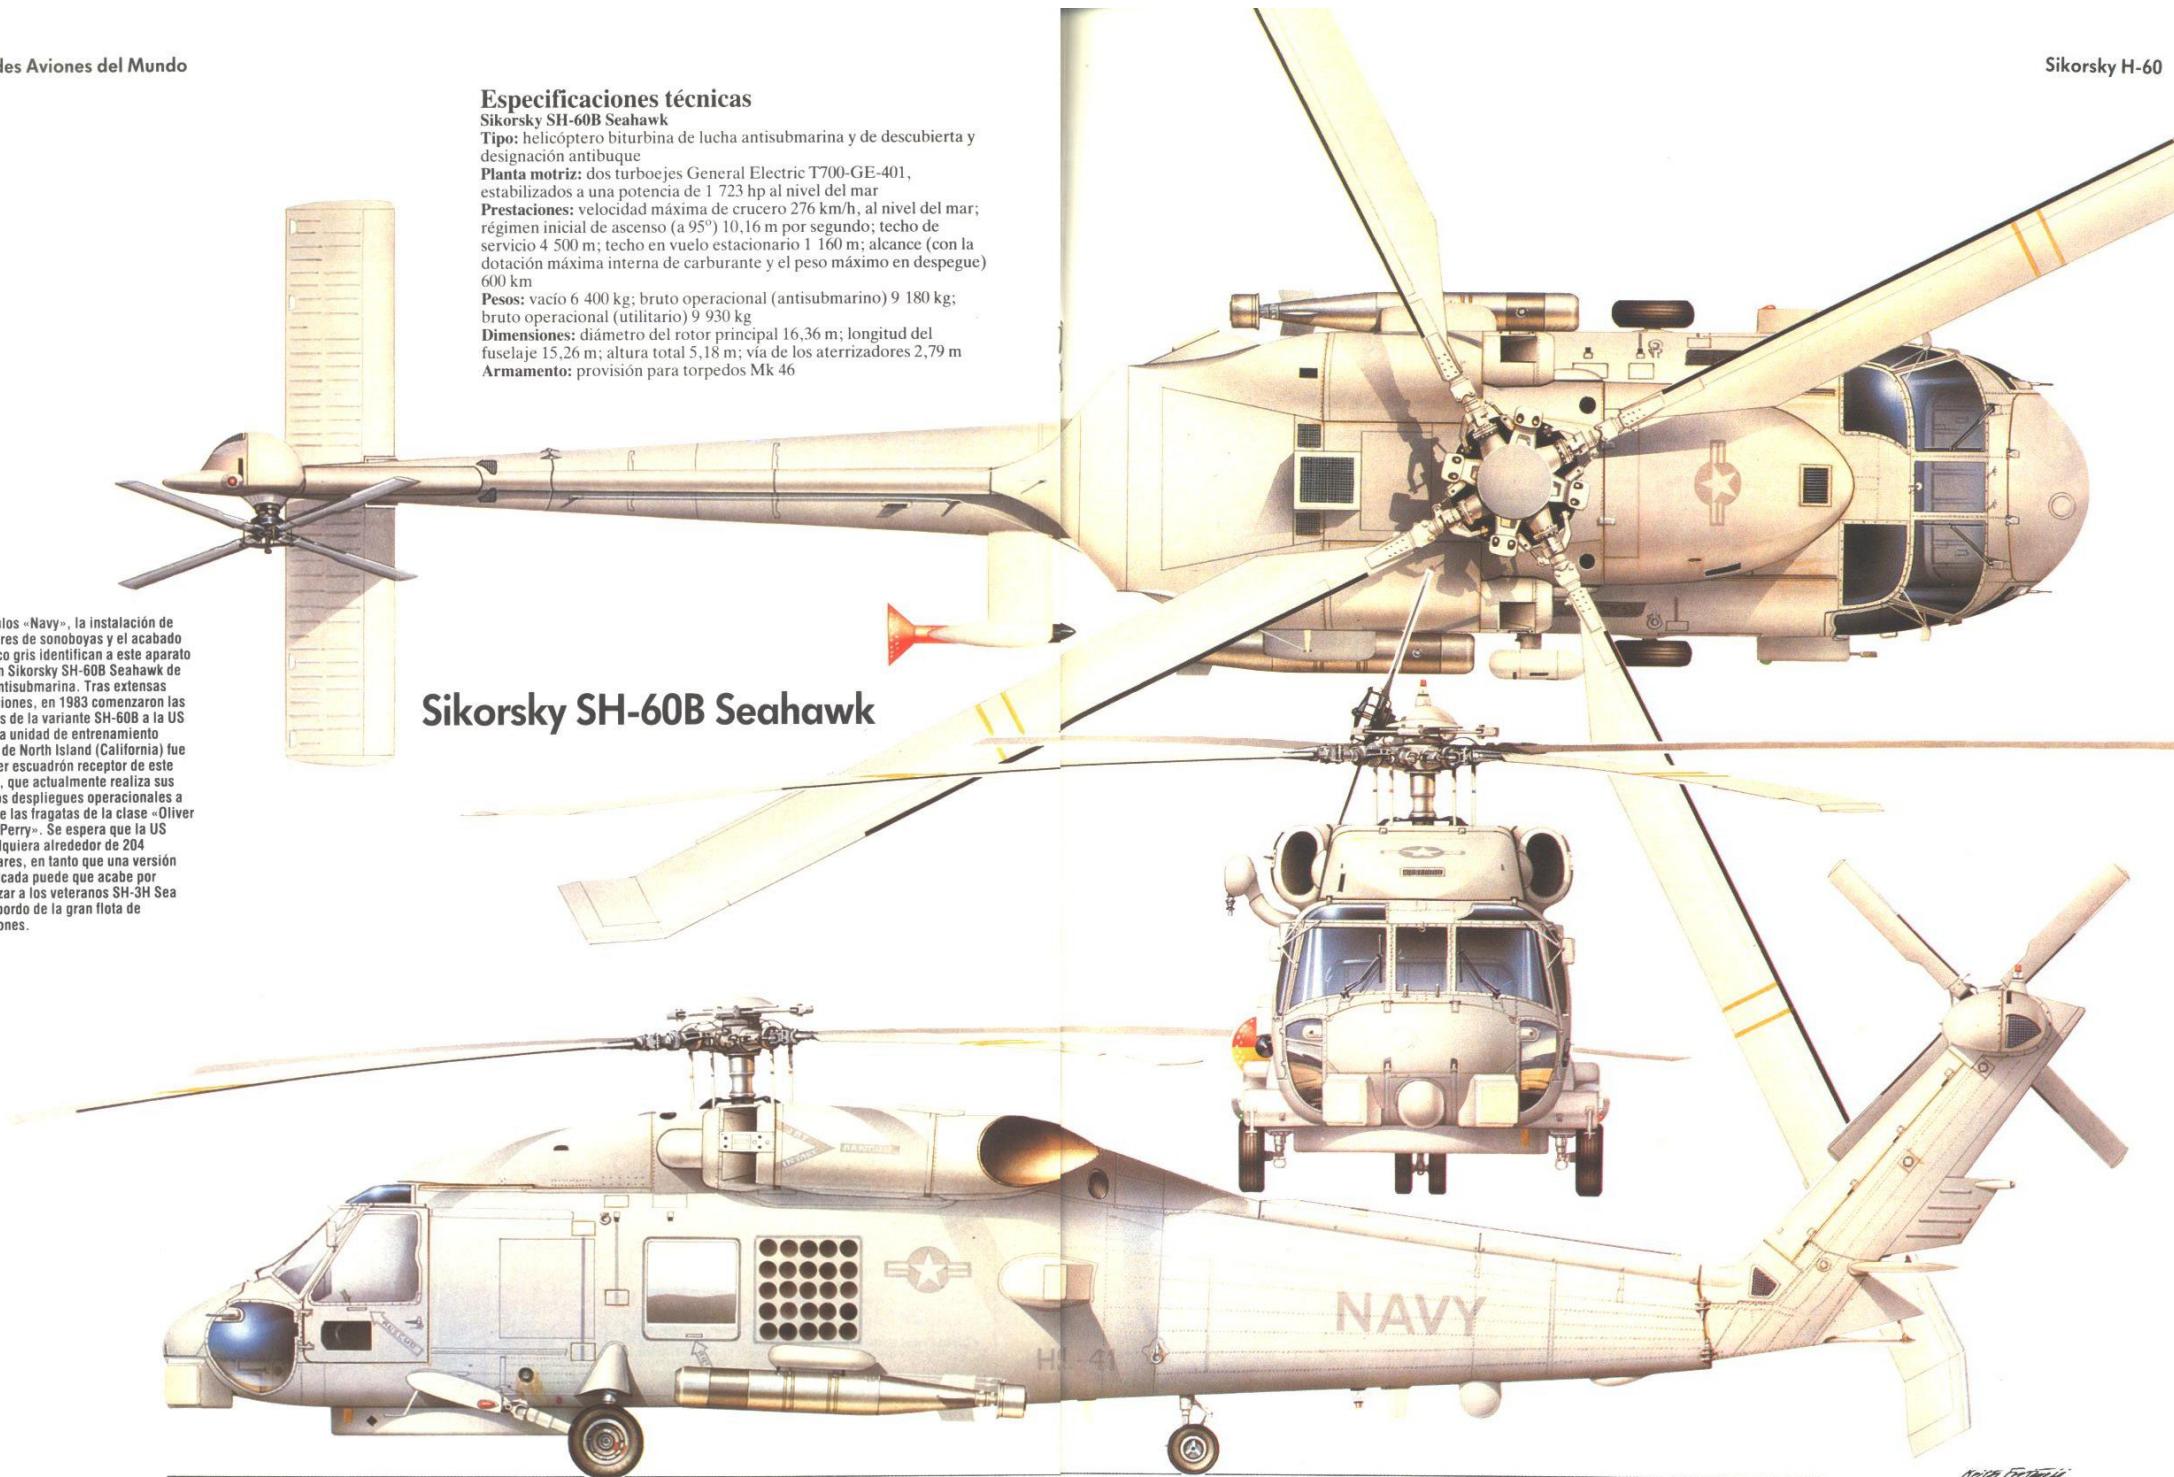 des Aviones del Mundo
Sikorsky H-60
Especificaciones técnicas
Sikorsky SH-60B Seahawk
Tipo: helicóptero biturbina de lucha antisubmarina y de descubierta y
designación antibuque
Planta motriz: dos turboejes General Electric T700-GE-401,
estabilizados a una potencia de 1 723 hp al nivel del mar
Prestaciones: velocidad máxima de crucero 276 km/h, al nivel del mar;
régimen inicial de ascenso (a 95°) 10,16 m por segundo; techo de
servicio 4 500 m; techo en vuelo estacionario 1 160 m; alcance (con la
dotación máxima interna de carburante y el peso máximo en despegue)
600 km
Pesos: vacío 6 400 kg; bruto operacional (antisubmarino) 9 180 kg;
bruto operacional (utilitario) 9 930 kg
Dimensiones: diámetro del rotor principal 16,36 m; longitud del
fuselaje 15,26 m; altura total 5,18 m; vía de los aterrizadores 2,79 m
Armamento: provisión para torpedos Mk 46
ulos «Navy», la instalación de
res de sonoboyas y el acabado
co gris identifican a este aparato
n Sikorsky SH-60B Seahawk de
ntisubmarina. Tras extensas
iones, en 1983 comenzaron las
s de la variante SH-60B a la US
a unidad de entrenamiento
de North Island (California) fue
er escuadrón receptor de este
, que actualmente realiza sus
os despliegues operacionales a
e las fragatas de la clase «Oliver
Perry». Se espera que la US
dquiera alrededor de 204
ares, en tanto que una versión
cada puede que acabe por
zar a los veteranos SH-3H Sea
bordo de la gran flota de
ones.
Sikorsky SH-60B Seahawk
RESCUE
NAVY
41